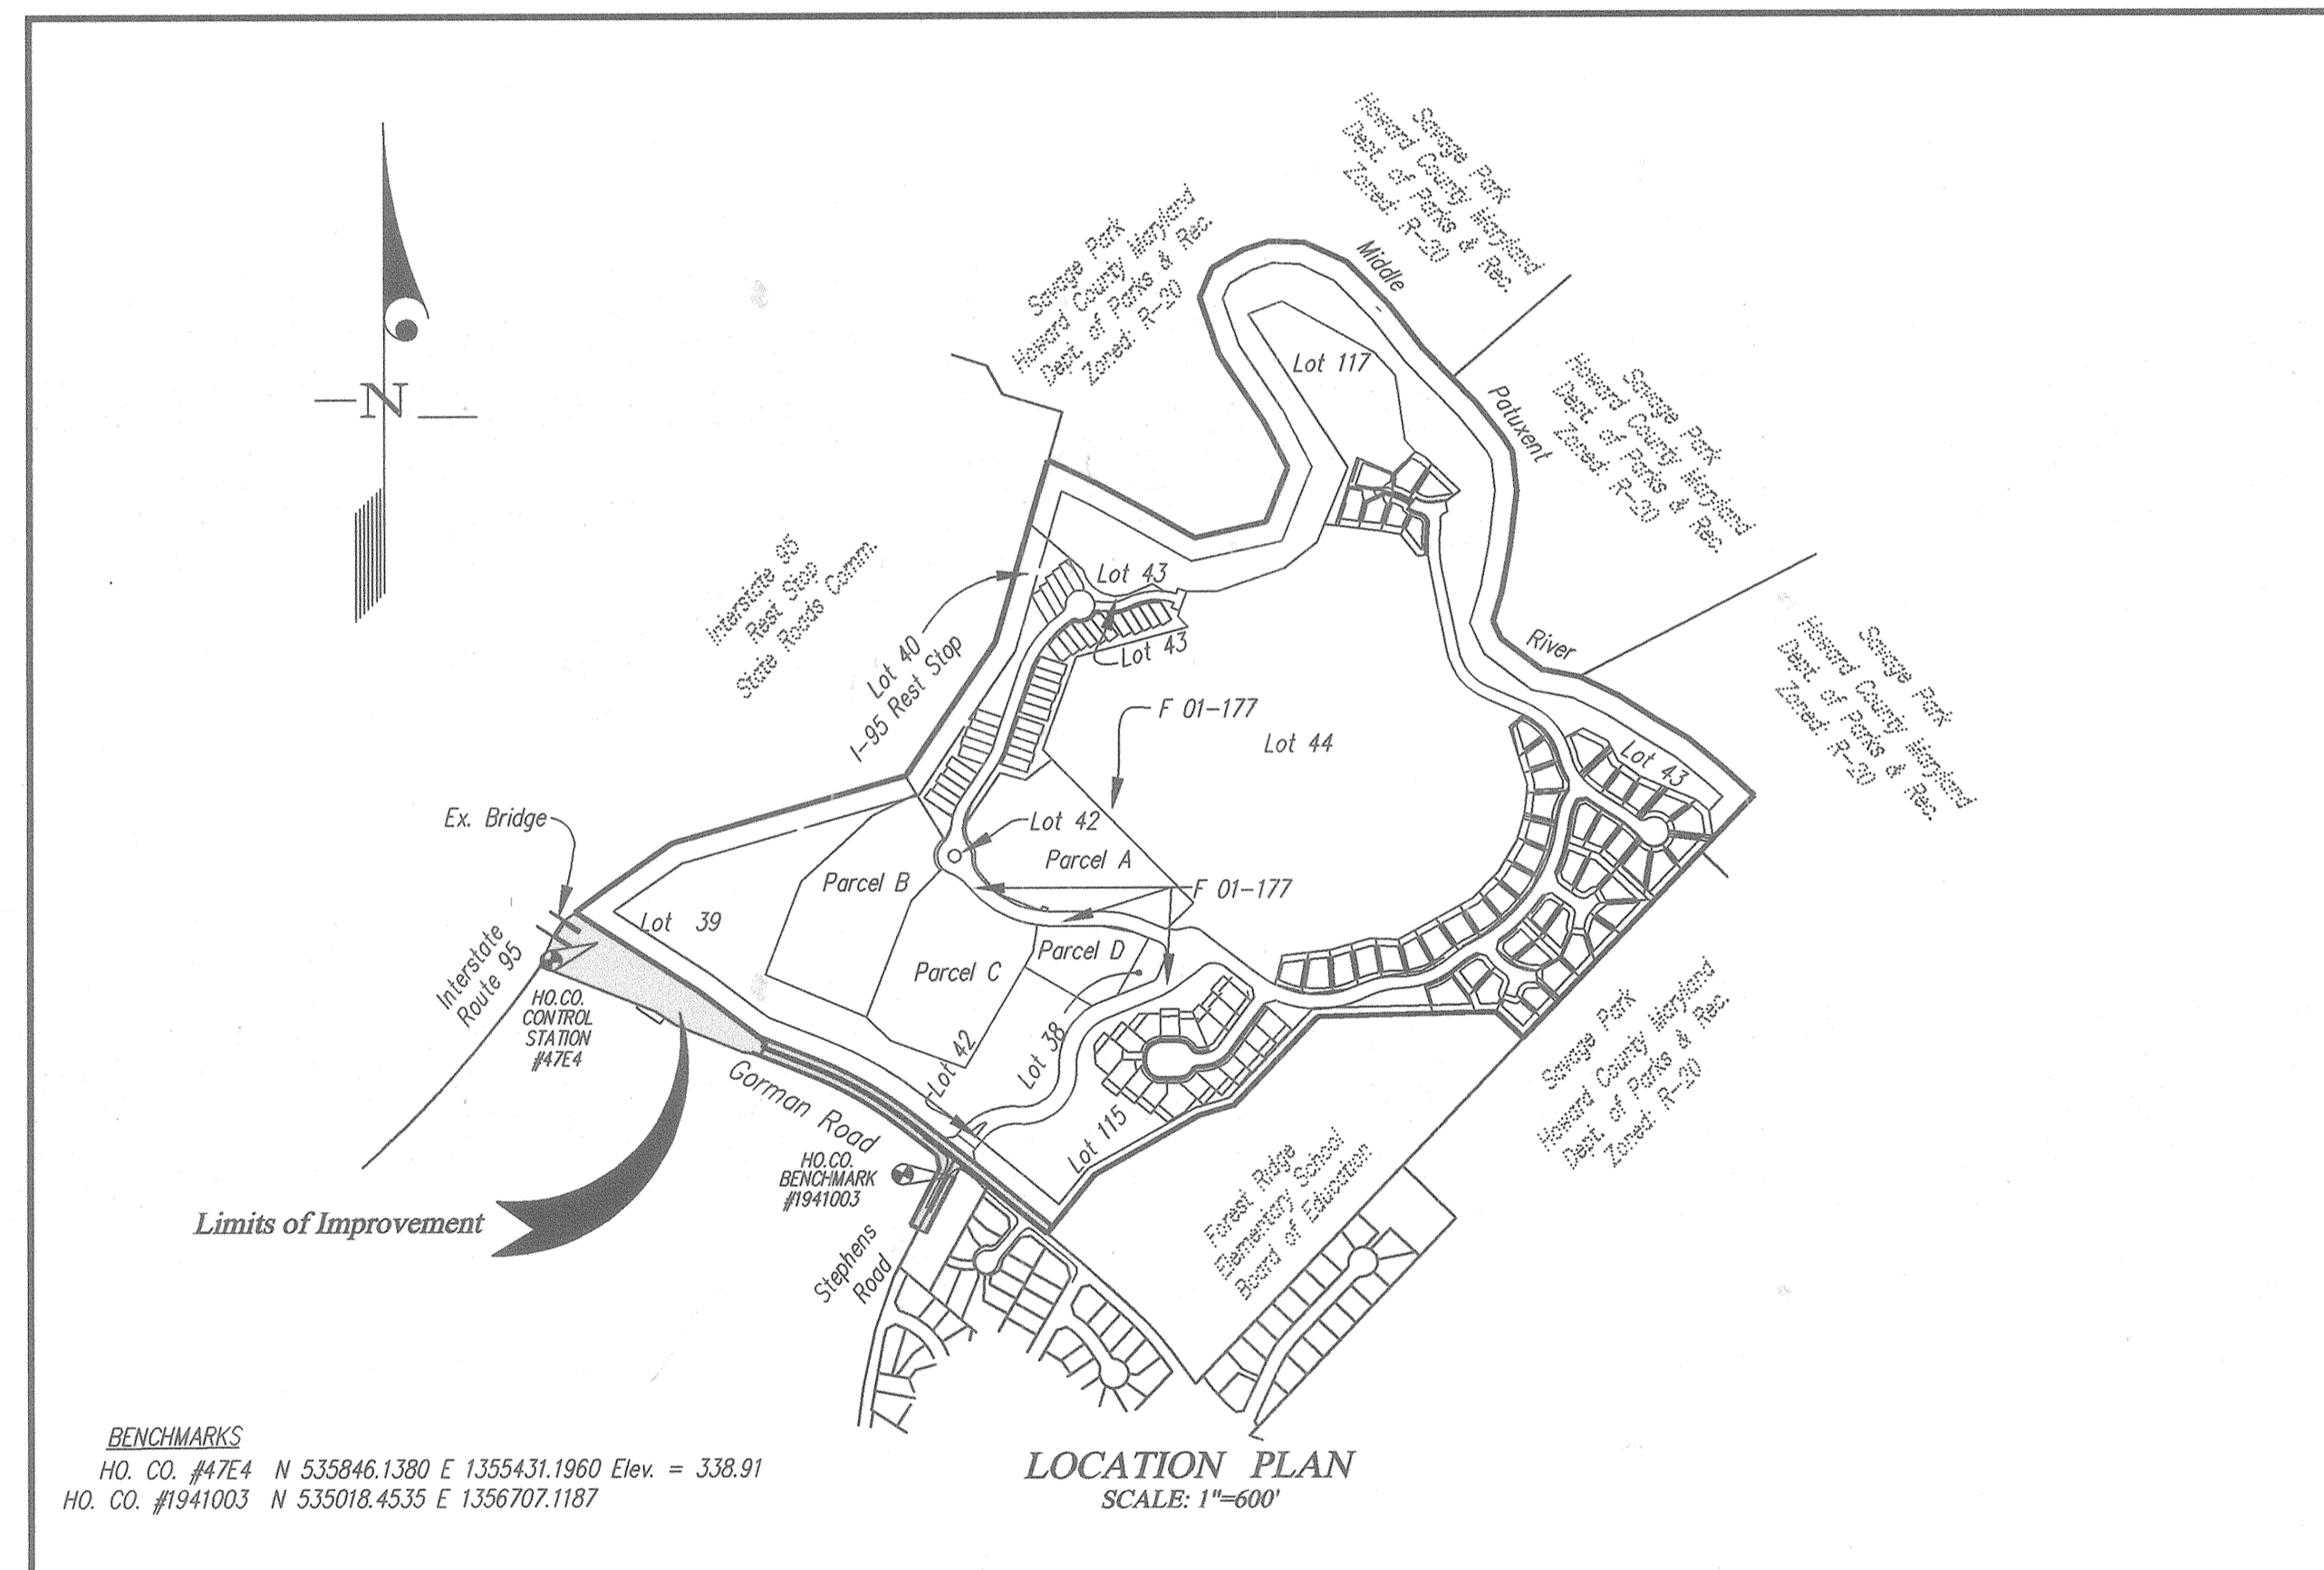 Savage Park
Howard County Maryland
Dept. of Parks & Rec.
Zoned: R-20
Savage Park
Howard County Maryland
Dept. of Parks & Rec.
Zoned: R-20
Middle
Lot 117
N
Patuxent
Savage Park
Howard County Maryland
Dept. of Parks & Rec.
Zoned: R-20
Interstate 95
Rest Stop
State Roads Comm.
Lot 43
Lot 43
Lot 40
I-95 Rest Stop
River
Savage Park
Howard County Maryland
Dept. of Parks & Rec.
Zoned: R-20
F 01-177
Lot 44
Lot 43
Ex. Bridge
Lot 42
Parcel A
Parcel B
F 01-177
Lot 39
Parcel D
Parcel C
Interstate
Route 95
HO.CO.
CONTROL
STATION
#47E4
Lot 42
Lot 38
Savage Park
Howard County Maryland
Dept. of Parks & Rec.
Zoned: R-20
Gorman Road
Lot 115
HO.CO.
BENCHMARK
#1941003
Forest Ridge
Elementary School
Board of Education
Limits of Improvement
Stephens
Road
BENCHMARKS
HO. CO. #47E4 N 535846.1380 E 1355431.1960 Elev. = 338.91
HO. CO. #1941003 N 535018.4535 E 1356707.1187
LOCATION PLAN
SCALE: 1"=600'